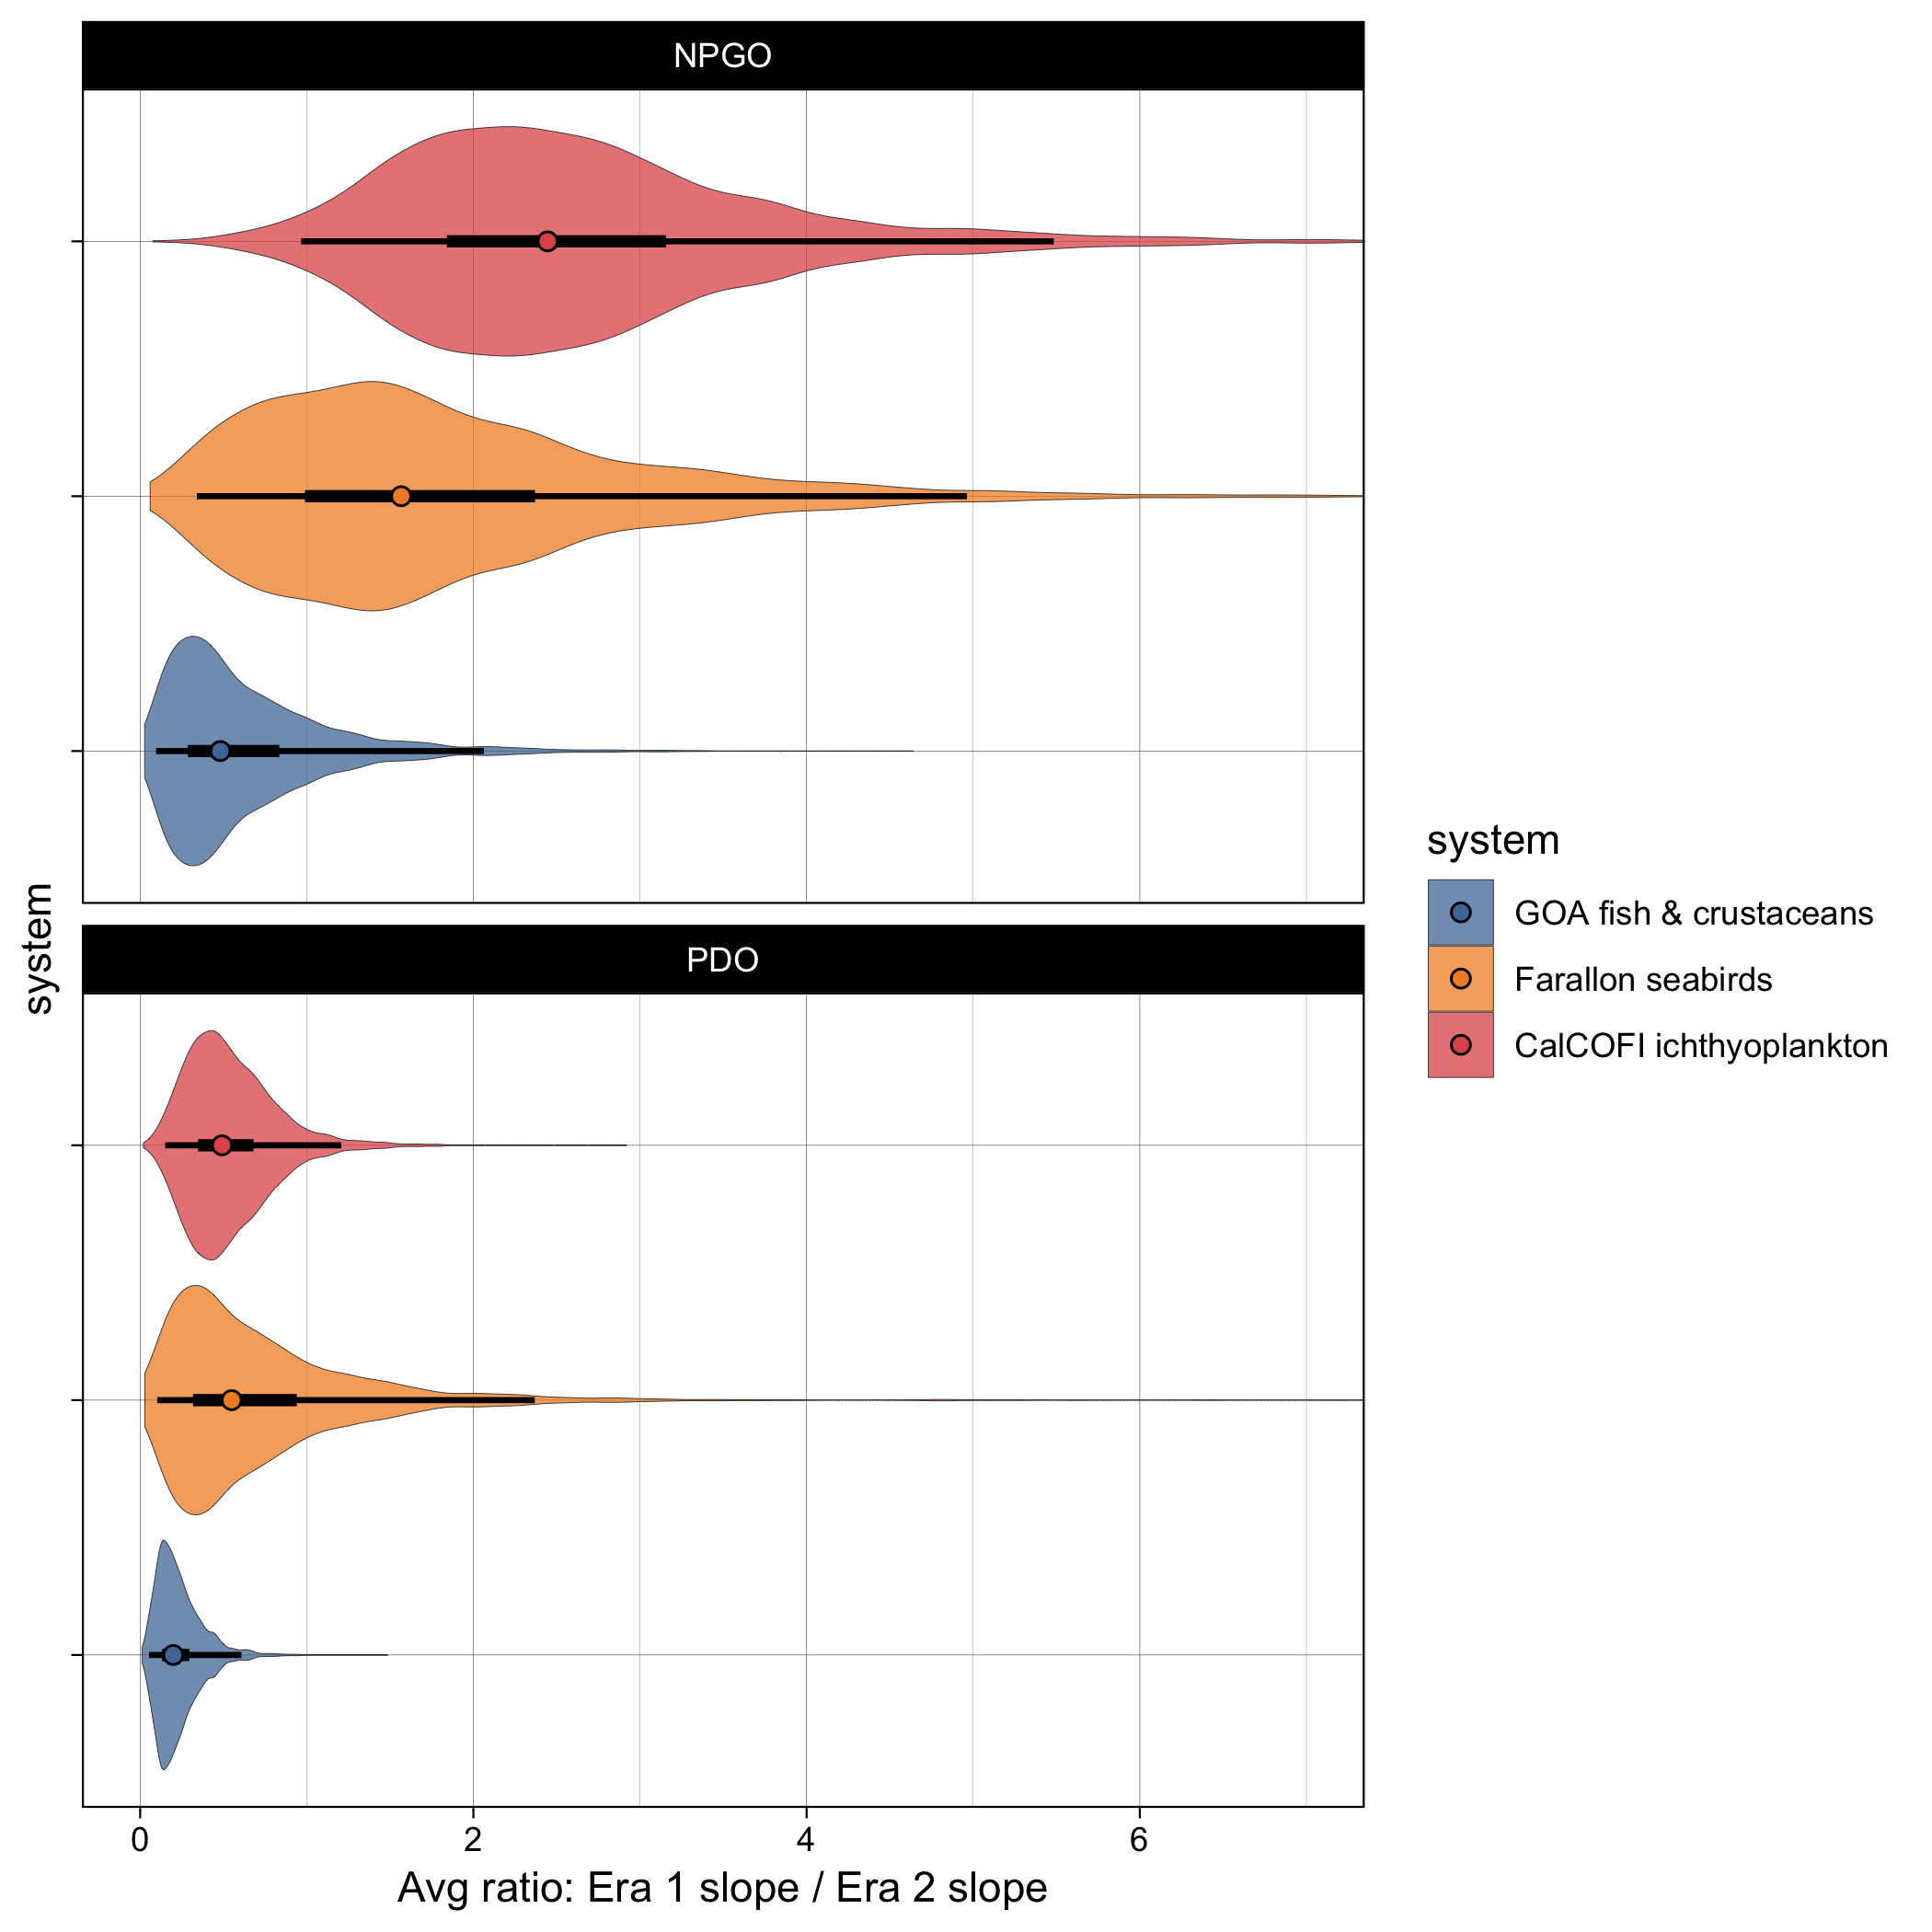 NPGO
system
PDO
0 2 4 6
Avg ratio: Era 1 slope / Era 2 slope
system
GOA fish & crustaceans
Farallon seabirds
CalCOFI ichthyoplankton